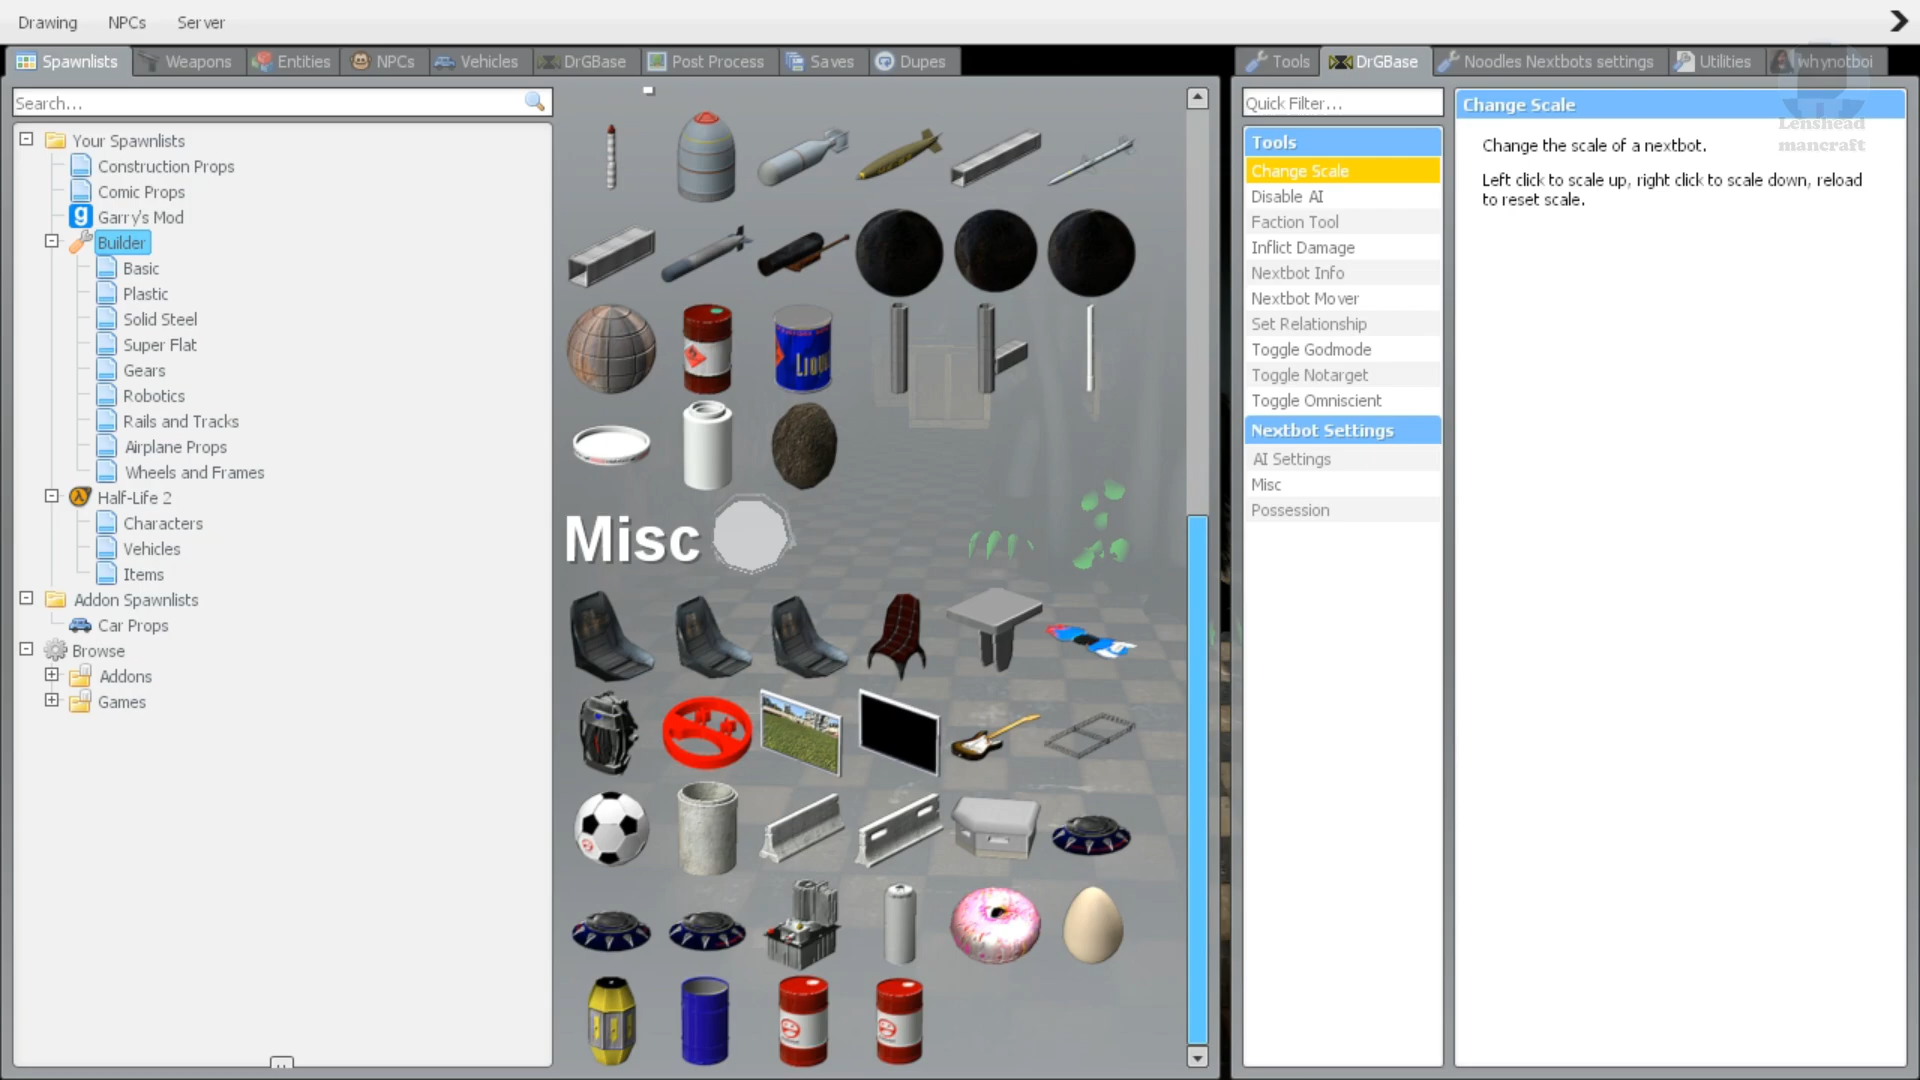 Drawing NPCs Server
Spawnlists Weapons Entities NPCs Vehicles DrGBase Post Process Saves Dupes
Tools DrGBase Noodles Nextbots settings Utilities whynotboi
Search...
Your Spawnlists
Construction Props
Comic Props
Garry's Mod
Builder
Basic
Plastic
Solid Steel
Super Flat
Gears
Robotics
Rails and Tracks
Airplane Props
Wheels and Frames
Half-Life 2
Characters
Vehicles
Items
Addon Spawnlists
Car Props
Browse
Addons
Games
Misc
Quick Filter...
Tools
Change Scale
Disable AI
Faction Tool
Inflict Damage
Nextbot Info
Nextbot Mover
Set Relationship
Toggle Godmode
Toggle Notarget
Toggle Omniscient
Nextbot Settings
AI Settings
Misc
Possession
Change Scale
Change the scale of a nextbot.
Left click to scale up, right click to scale down, reload
to reset scale.
Lenshead
mancraft